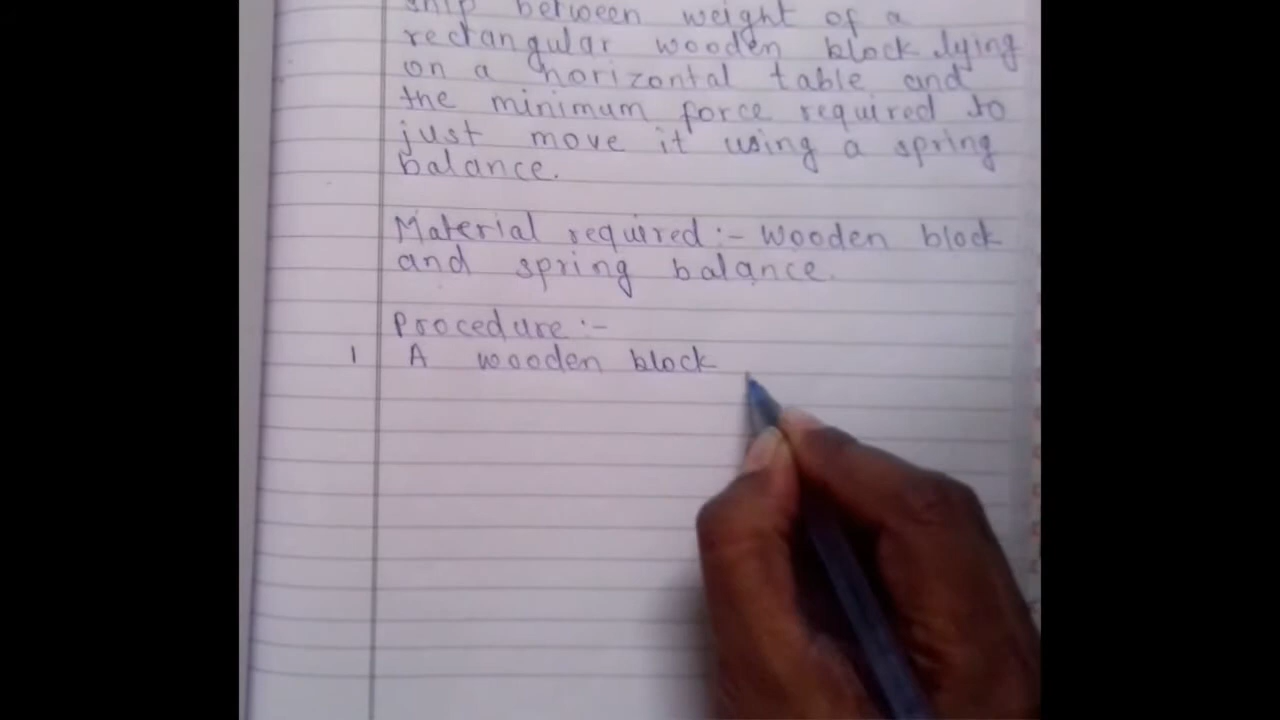 ship between weight of a
rectangular wooden block lying
on a horizontal table and
the minimum force required to
just move it using a spring
balance.
Material required :- wooden block
and spring balance.
Procedure :-
1 A wooden block